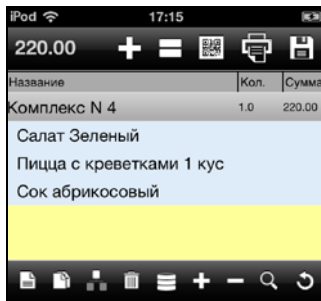 iPod 17:15
220.00
Название Кол. Сумма
Комплекс N 4 1.0 220.00
Салат Зеленый
Пицца с креветками 1 кус
Сок абрикосовый